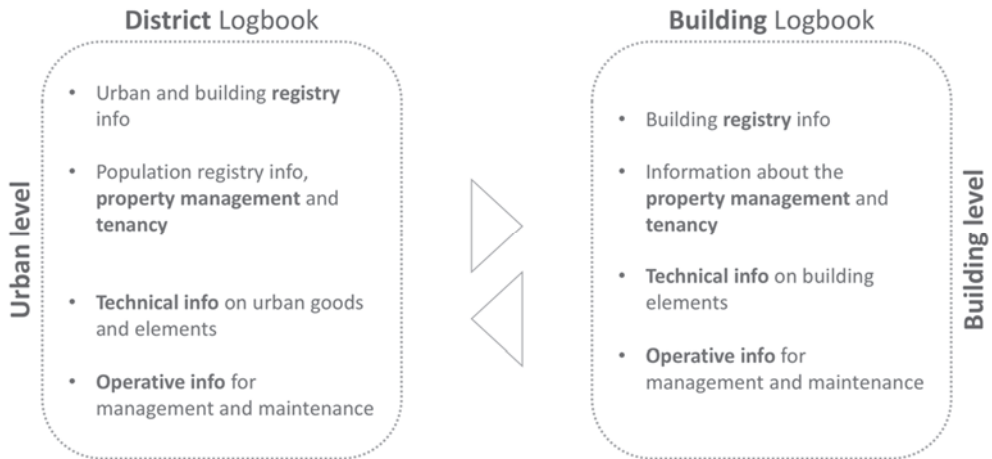 District Logbook
Urban level
• Urban and building registry
info
• Population registry info,
property management and
tenancy
• Technical info on urban goods
and elements
• Operative info for
management and maintenance
Building Logbook
• Building registry info
• Information about the
property management and
tenancy
• Technical info on building
elements
• Operative info for
management and maintenance
Building level